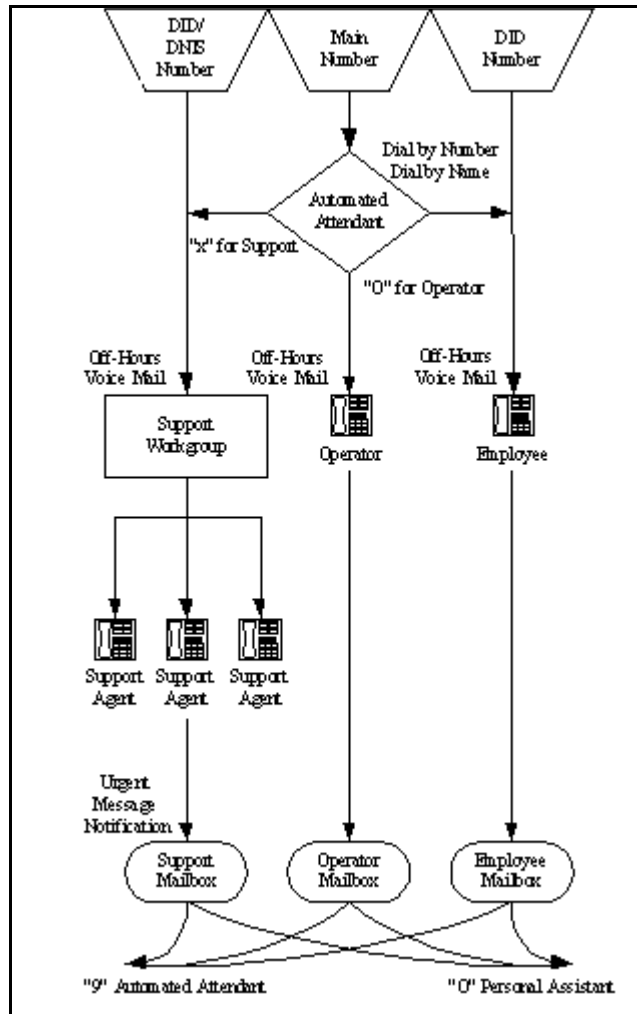 DID/
DNIS
Number
Main
Number
DID
Number
Dial by Number
Dial by Name
Automated
Attendant
"x" for Support
"0" for Operator
Off-Hours
Voice Mail
Off-Hours
Voice Mail
Off-Hours
Voice Mail
Support
Workgroup
Operator
Employee
Support
Agent
Support
Agent
Support
Agent
Urgent
Message
Notification
Support
Mailbox
Operator
Mailbox
Employee
Mailbox
"9" Automated Attendant
"0" Personal Assistant